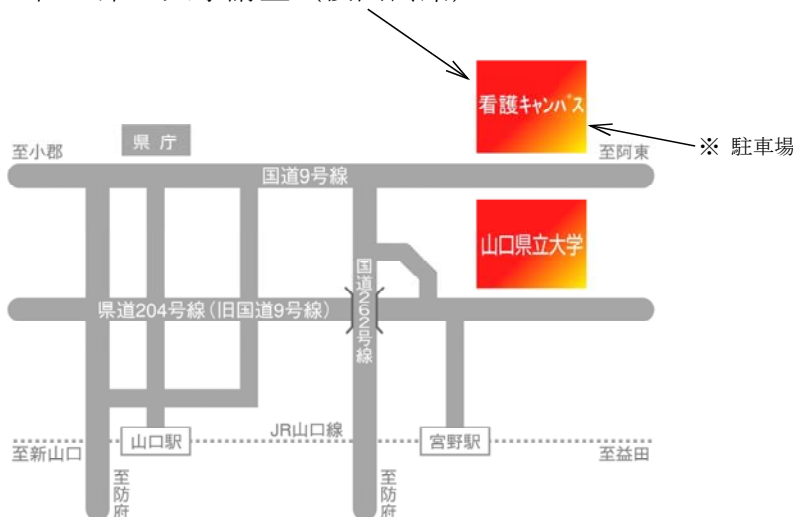 看護キャンパス
※ 駐車場
至小郡
県庁
至阿東
国道9号線
山口県立大学
国道262号線
県道204号線（旧国道9号線）
JR山口線
山口駅
宮野駅
至新山口
至益田
至防府
至防府